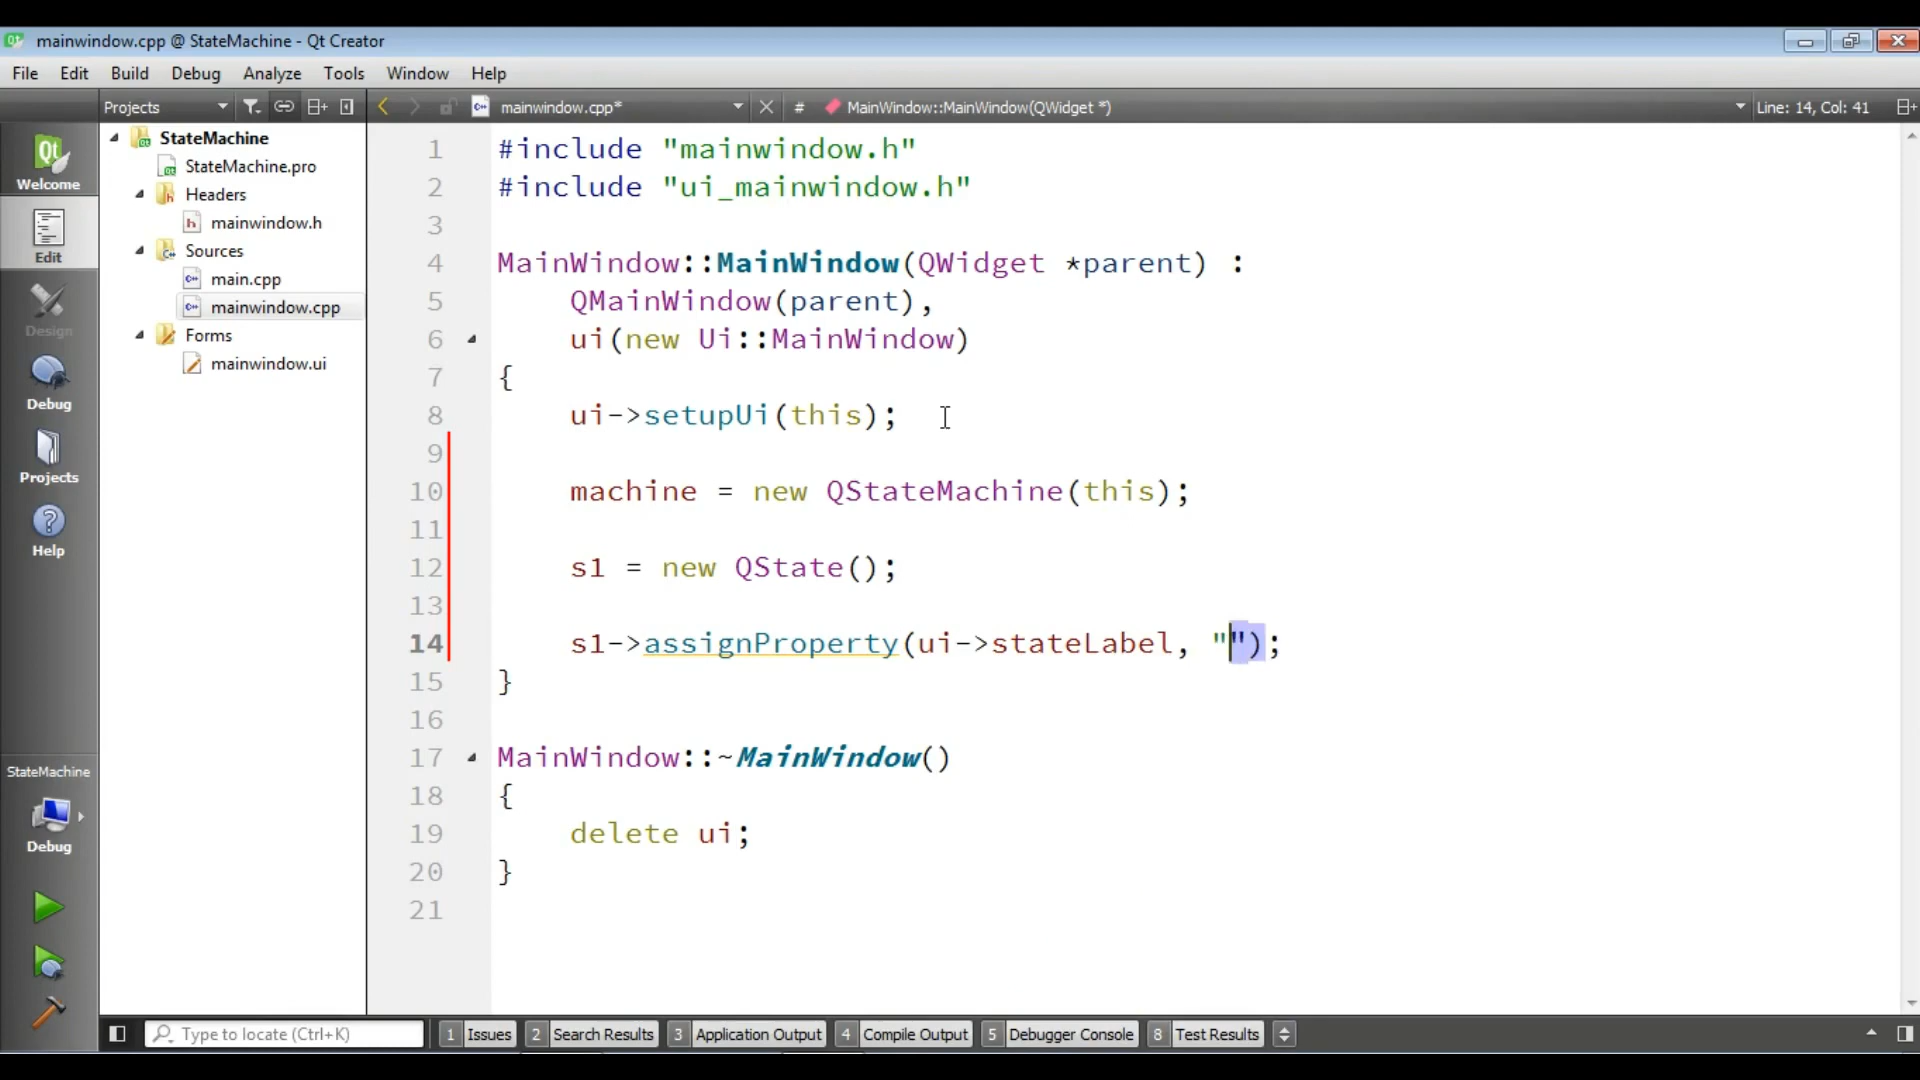 mainwindow.cpp @ StateMachine - Qt Creator
File Edit Build Debug Analyze Tools Window Help
Projects mainwindow.cpp* # MainWindow::MainWindow(QWidget *) Line: 14, Col: 41
Welcome
Edit
Design
Debug
Projects
Help
StateMachine
Debug
StateMachine
StateMachine.pro
Headers
mainwindow.h
Sources
main.cpp
mainwindow.cpp
Forms
mainwindow.ui
1 #include "mainwindow.h"
2 #include "ui_mainwindow.h"
3
4 MainWindow::MainWindow(QWidget *parent) :
5 QMainWindow(parent),
6 ui(new Ui::MainWindow)
7 {
8 ui->setupUi(this);
9
10 machine = new QStateMachine(this);
11
12 s1 = new QState();
13
14 s1->assignProperty(ui->stateLabel, "");
15 }
16
17 MainWindow::~MainWindow()
18 {
19 delete ui;
20 }
21
Type to locate (Ctrl+K) 1 Issues 2 Search Results 3 Application Output 4 Compile Output 5 Debugger Console 8 Test Results